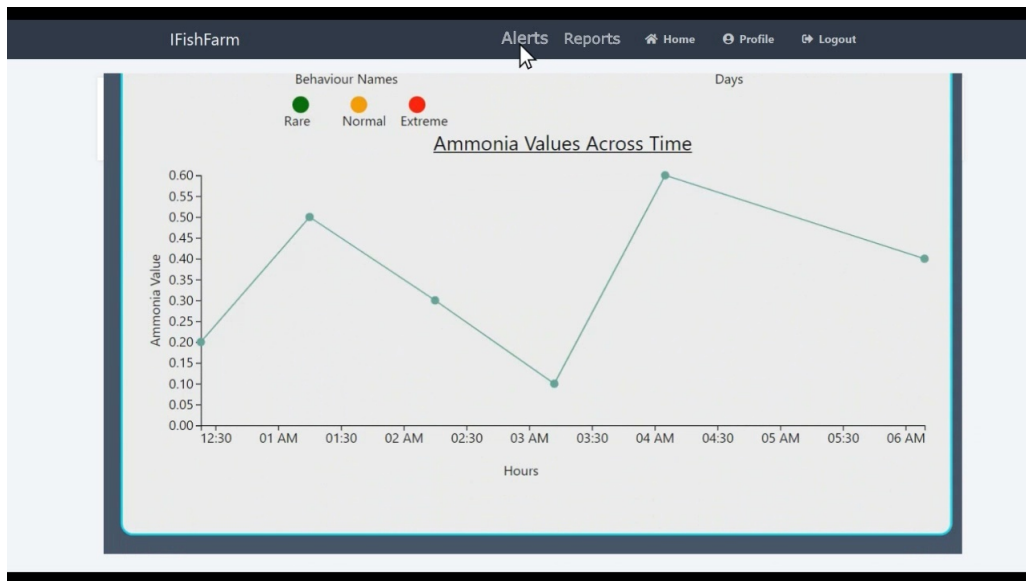 IFishFarm Alerts Reports Home Profile Logout
Behaviour Names Days
Rare Normal Extreme
Ammonia Values Across Time
0.60
0.55
0.50
0.45
0.40
0.35
0.30
0.25
0.20
0.15
0.10
0.05
0.00
Ammonia Value
12:30 01 AM 01:30 02 AM 02:30 03 AM 03:30 04 AM 04:30 05 AM 05:30 06 AM
Hours